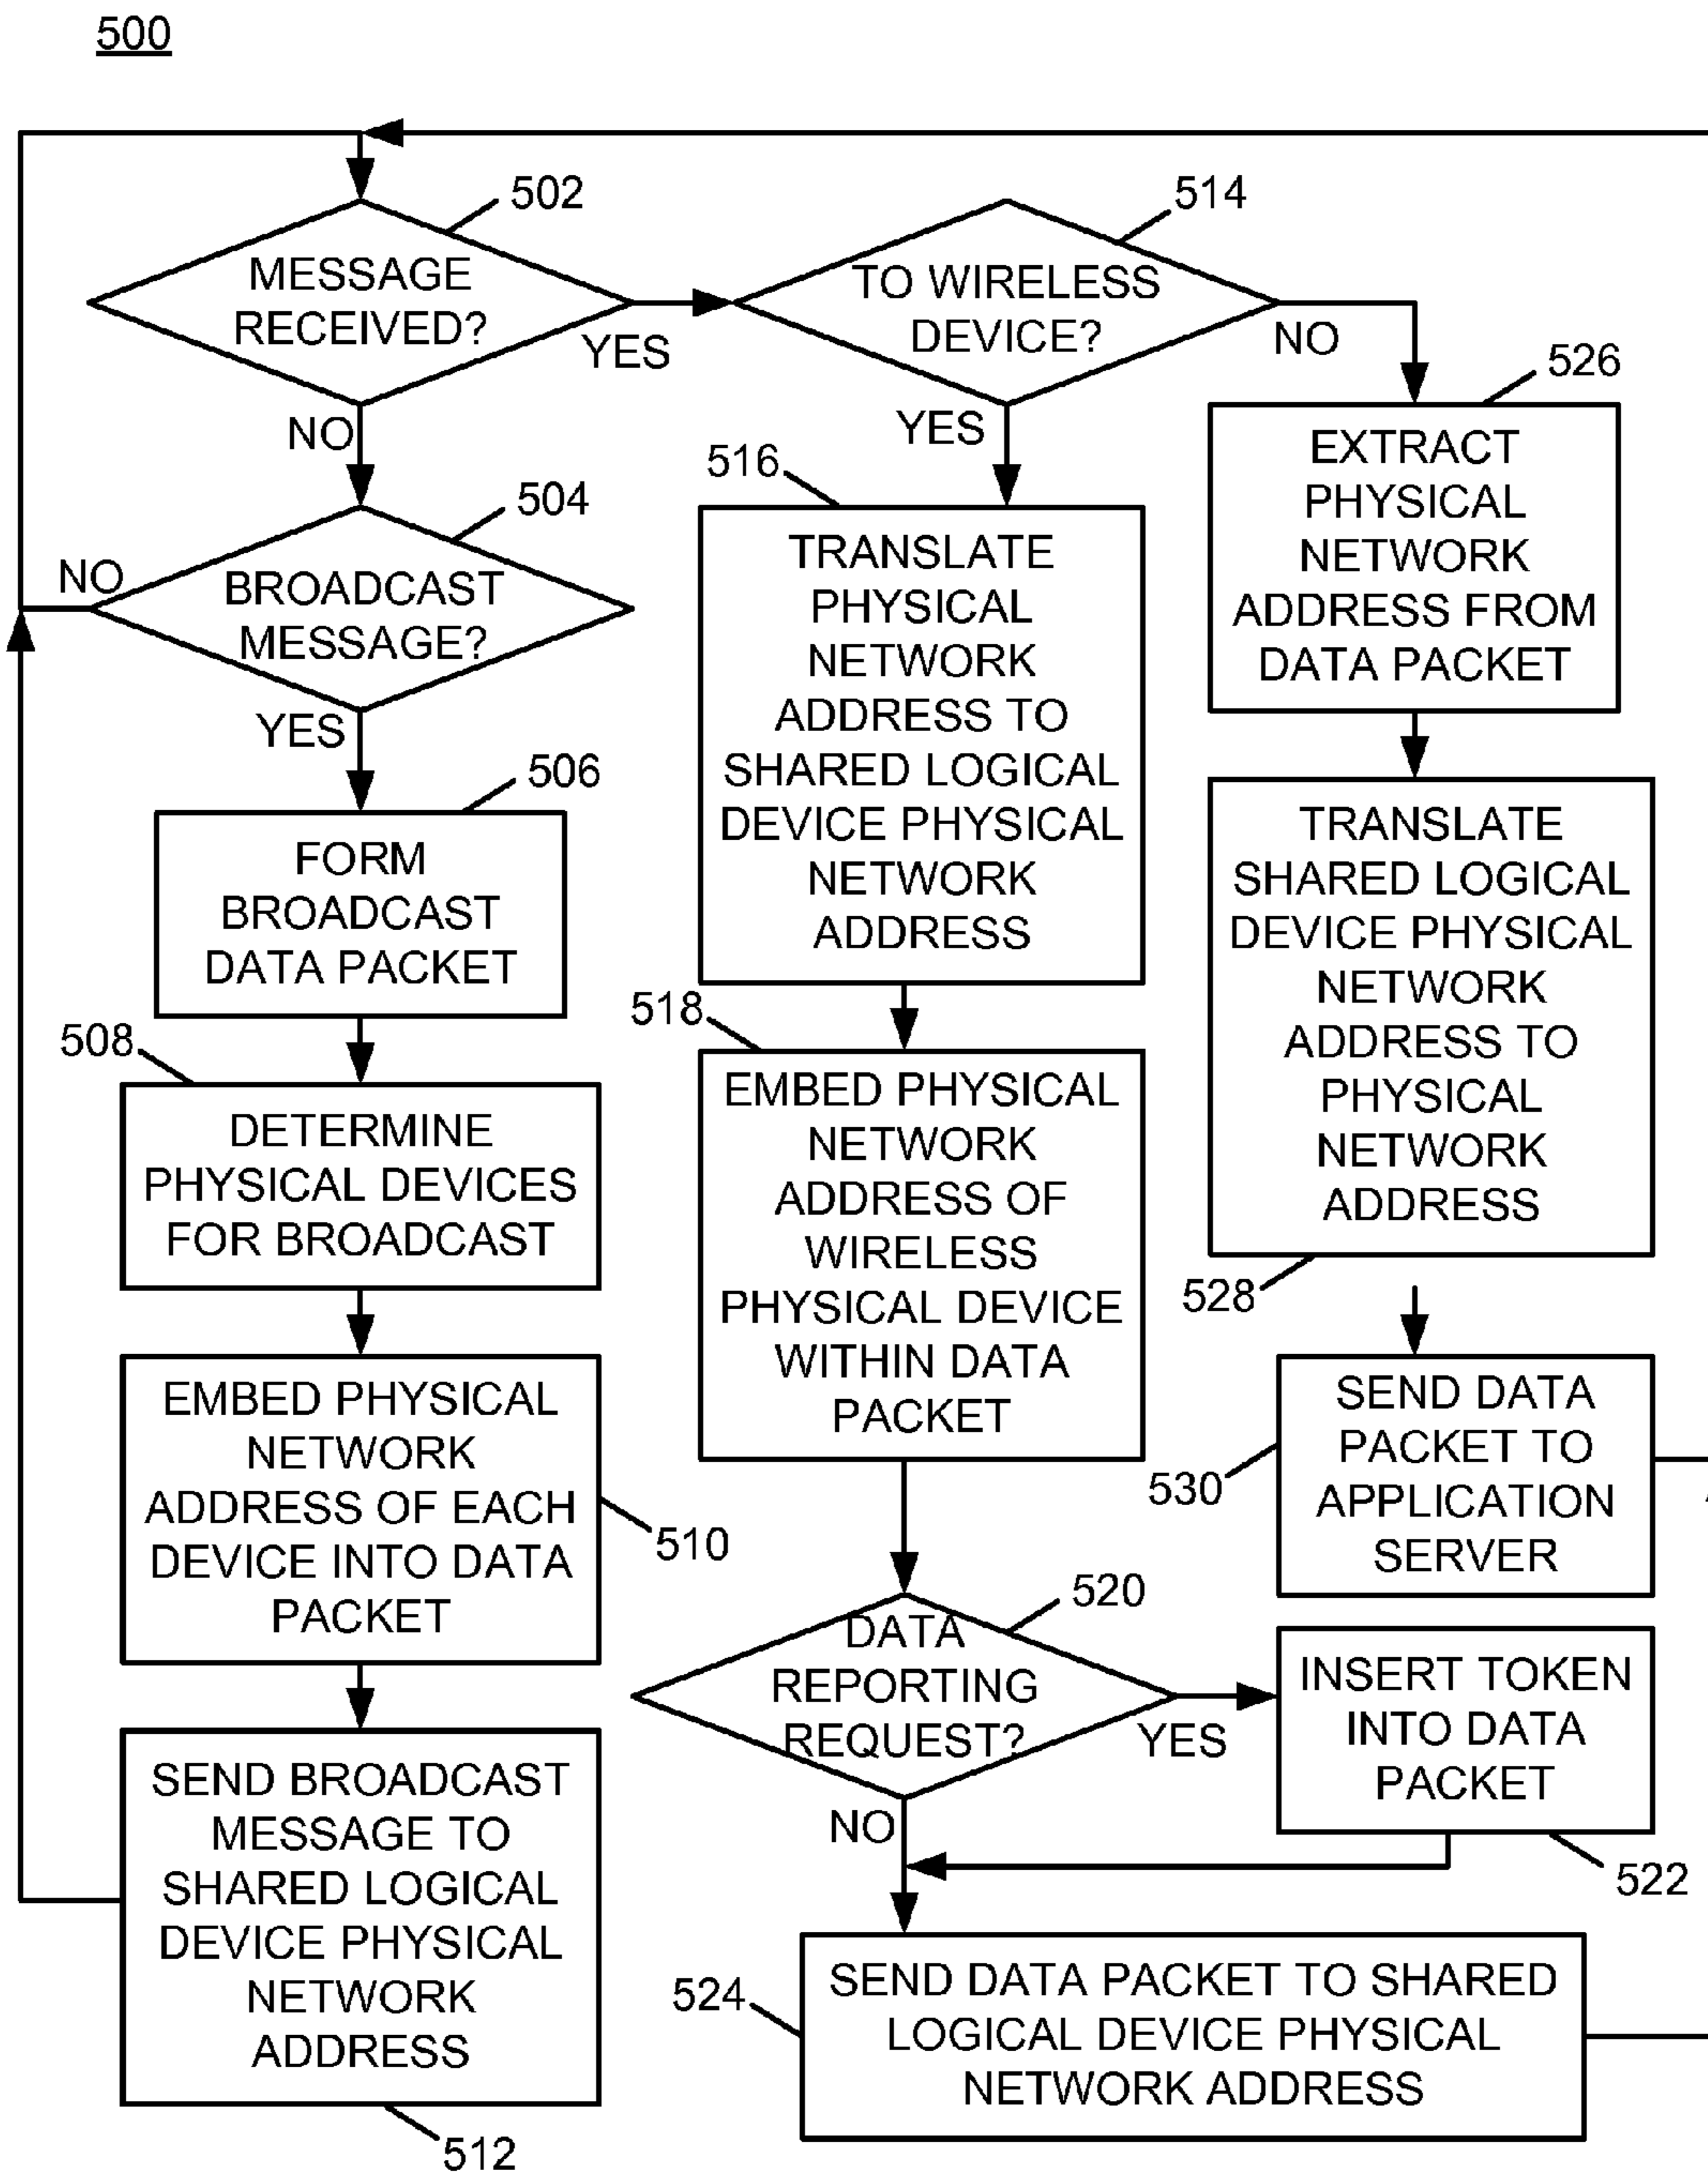 500
502
MESSAGE
RECEIVED?
YES
NO
504
BROADCAST
MESSAGE?
NO
YES
506
FORM
BROADCAST
DATA PACKET
508
DETERMINE
PHYSICAL DEVICES
FOR BROADCAST
EMBED PHYSICAL
NETWORK
ADDRESS OF EACH
DEVICE INTO DATA
PACKET
510
SEND BROADCAST
MESSAGE TO
SHARED LOGICAL
DEVICE PHYSICAL
NETWORK
ADDRESS
512
514
TO WIRELESS
DEVICE?
NO
YES
516
TRANSLATE
PHYSICAL
NETWORK
ADDRESS TO
SHARED LOGICAL
DEVICE PHYSICAL
NETWORK
ADDRESS
518
EMBED PHYSICAL
NETWORK
ADDRESS OF
WIRELESS
PHYSICAL DEVICE
WITHIN DATA
PACKET
520
DATA
REPORTING
REQUEST?
YES
NO
INSERT TOKEN
INTO DATA
PACKET
522
524
SEND DATA PACKET TO SHARED
LOGICAL DEVICE PHYSICAL
NETWORK ADDRESS
526
EXTRACT
PHYSICAL
NETWORK
ADDRESS FROM
DATA PACKET
TRANSLATE
SHARED LOGICAL
DEVICE PHYSICAL
NETWORK
ADDRESS TO
PHYSICAL
NETWORK
ADDRESS
528
SEND DATA
PACKET TO
APPLICATION
SERVER
530